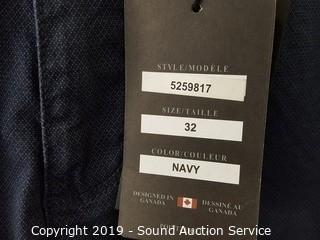 STYLE/MODÈLE
5259817
SIZE/TAILLE
32
COLOR/COULEUR
NAVY
DESIGNED IN CANADA
DESSINÉ AU CANADA
Copyright 2019 - Sound Auction Service